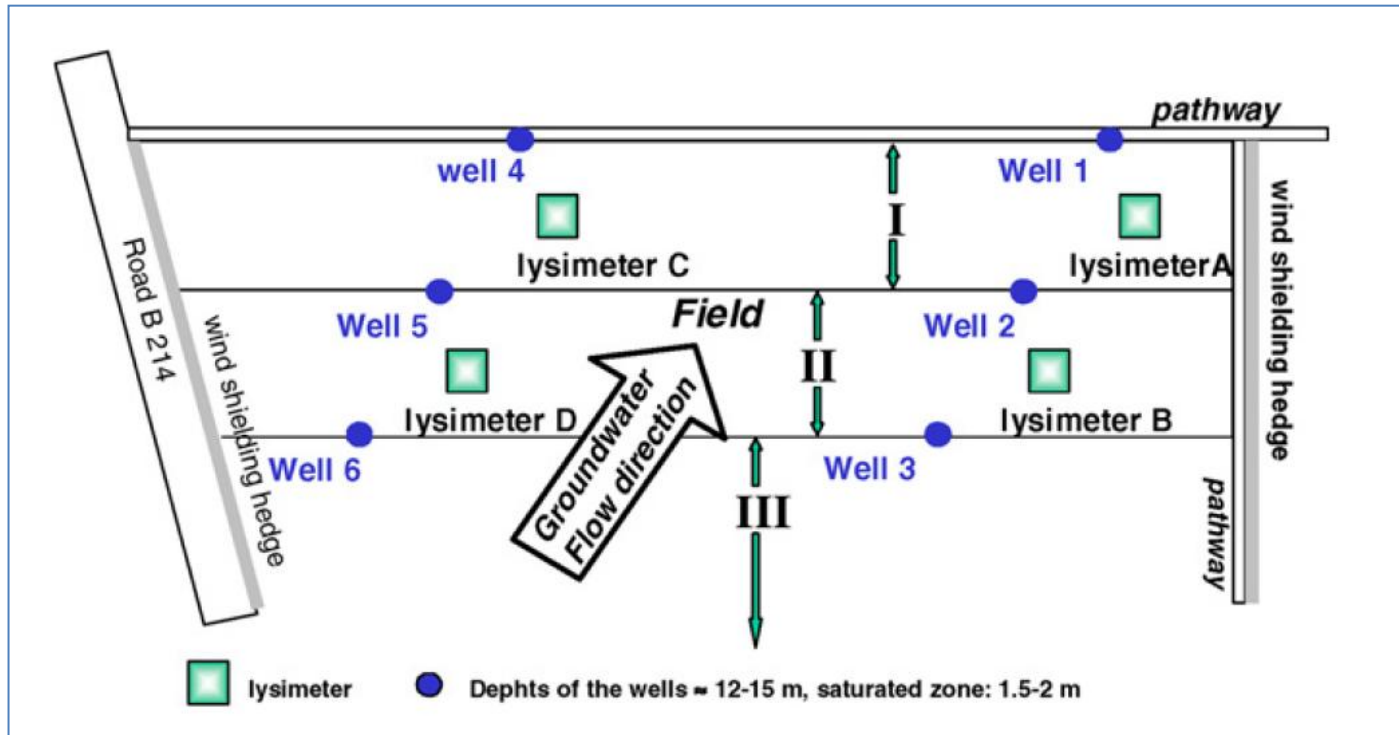 pathway
well 4
Well 1
I
lysimeter C
lysimeterA
wind shielding hedge
Road B 214
Field
Well 5
Well 2
II
wind shielding hedge
lysimeter D
lysimeter B
Groundwater
Flow direction
Well 6
Well 3
III
pathway
lysimeter
Dephts of the wells ≈ 12-15 m, saturated zone: 1.5-2 m